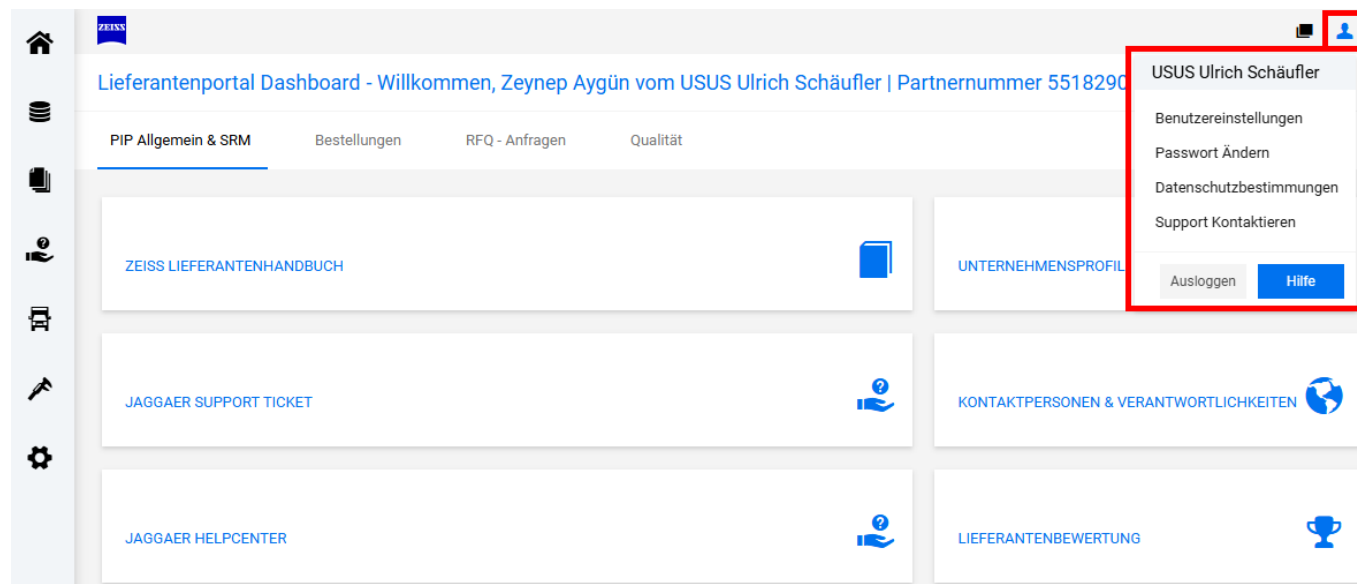 ZEISS
Lieferantenportal Dashboard - Willkommen, Zeynep Aygün vom USUS Ulrich Schäufler | Partnernummer 5518290
USUS Ulrich Schäufler
Benutzereinstellungen
Passwort Ändern
Datenschutzbestimmungen
Support Kontaktieren
Ausloggen Hilfe
PIP Allgemein & SRM Bestellungen RFQ - Anfragen Qualität
ZEISS LIEFERANTENHANDBUCH
UNTERNEHMENSPROFIL
JAGGAER SUPPORT TICKET
KONTAKTPERSONEN & VERANTWORTLICHKEITEN
JAGGAER HELPCENTER
LIEFERANTENBEWERTUNG